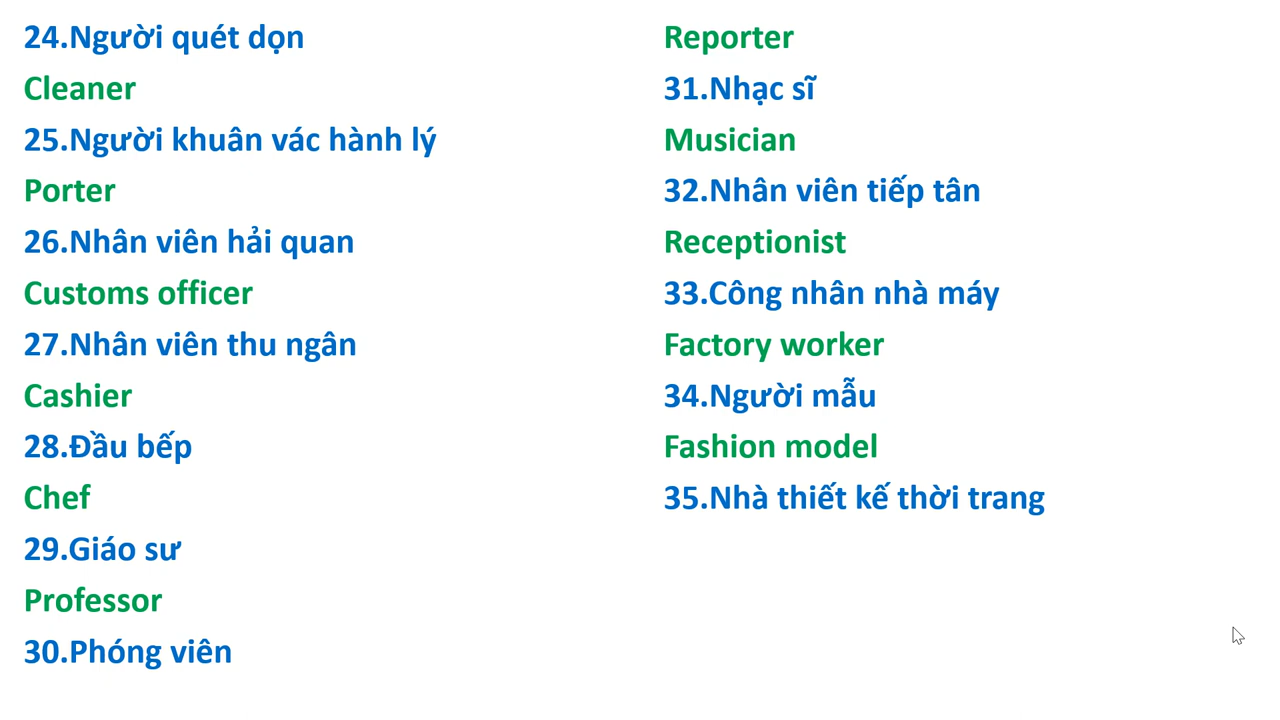 24.Người quét dọn
Cleaner
25.Người khuân vác hành lý
Porter
26.Nhân viên hải quan
Customs officer
27.Nhân viên thu ngân
Cashier
28.Đầu bếp
Chef
29.Giáo sư
Professor
30.Phóng viên
Reporter
31.Nhạc sĩ
Musician
32.Nhân viên tiếp tân
Receptionist
33.Công nhân nhà máy
Factory worker
34.Người mẫu
Fashion model
35.Nhà thiết kế thời trang